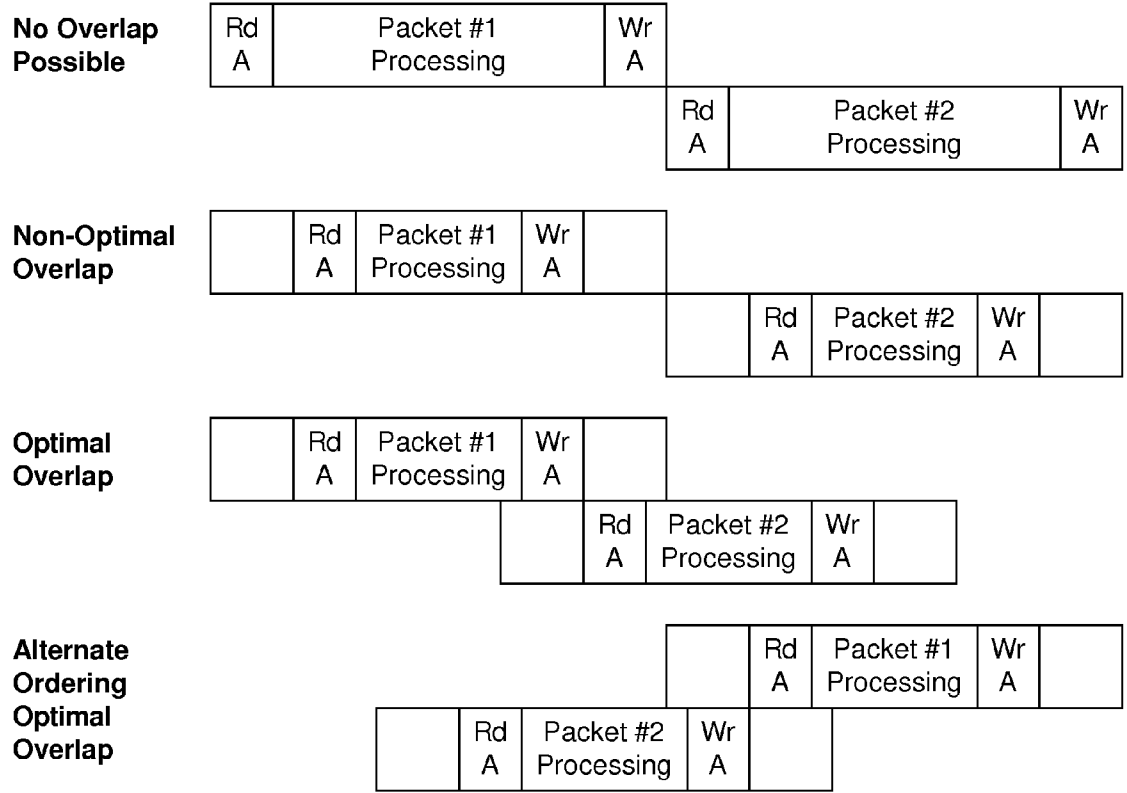 No Overlap
Possible
Rd
A
Packet #1
Processing
Wr
A
Rd
A
Packet #2
Processing
Wr
A
Non-Optimal
Overlap
Rd
A
Packet #1
Processing
Wr
A
Rd
A
Packet #2
Processing
Wr
A
Optimal
Overlap
Rd
A
Packet #1
Processing
Wr
A
Rd
A
Packet #2
Processing
Wr
A
Alternate
Ordering
Optimal
Overlap
Rd
A
Packet #1
Processing
Wr
A
Rd
A
Packet #2
Processing
Wr
A